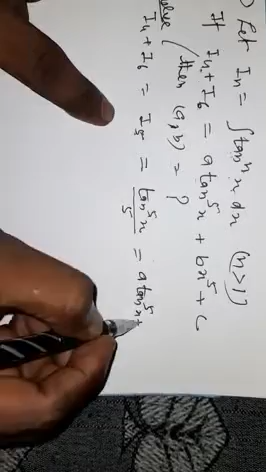 ) Let Iₙ = ∫tanⁿx dx (n>1)
If I₄+I₆ = a tan⁵x + bx⁵ + c
then (a,b) = ?
Solve
I₄+I₆ = I₅ = tan⁵x/5 = a tan⁵x +